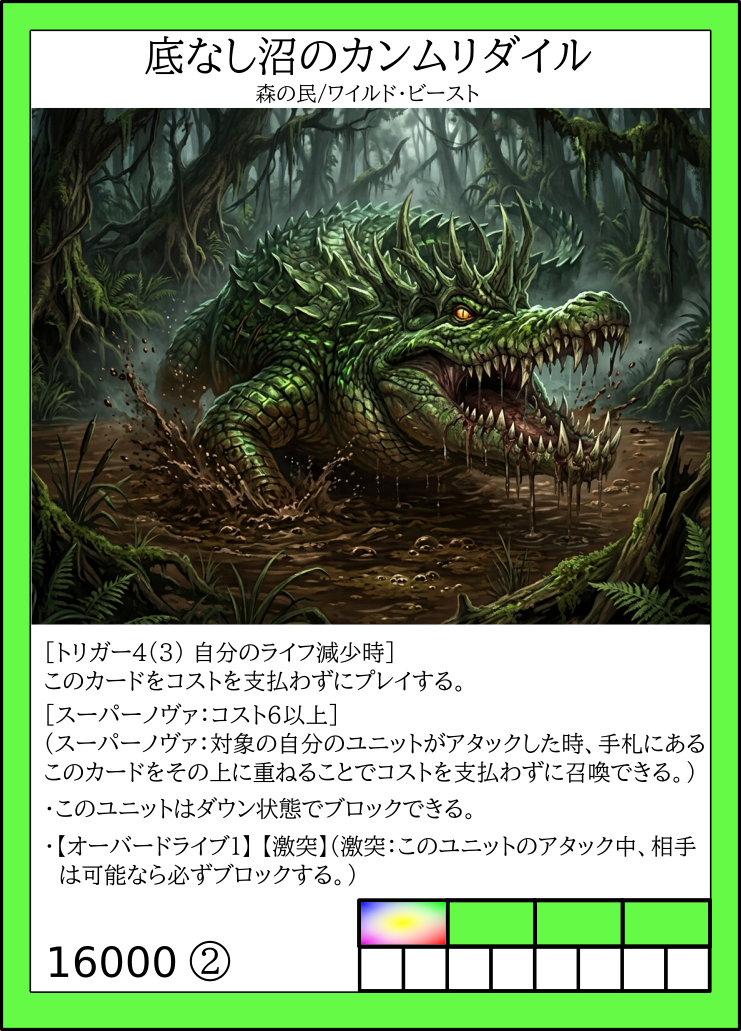 底なし沼のカンムリダイル
森の民/ワイルド・ビースト
［トリガー４（３） 自分のライフ減少時］
このカードをコストを支払わずにプレイする。
［スーパーノヴァ：コスト６以上］
（スーパーノヴァ：対象の自分のユニットがアタックした時、手札にある
このカードをその上に重ねることでコストを支払わずに召喚できる。）
・このユニットはダウン状態でブロックできる。
・【オーバードライブ1】【激突】（激突：このユニットのアタック中、相手
は可能なら必ずブロックする。）
16000 ②